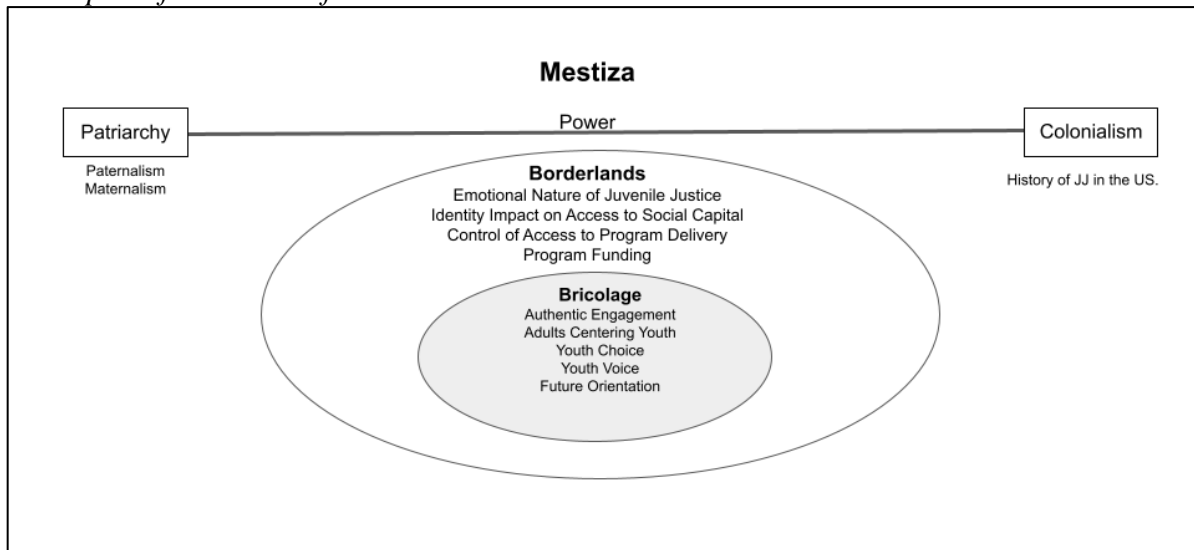 Mestiza
Power
Patriarchy
Colonialism
Paternalism
Maternalism
History of JJ in the US.
Borderlands
Emotional Nature of Juvenile Justice
Identity Impact on Access to Social Capital
Control of Access to Program Delivery
Program Funding
Bricolage
Authentic Engagement
Adults Centering Youth
Youth Choice
Youth Voice
Future Orientation